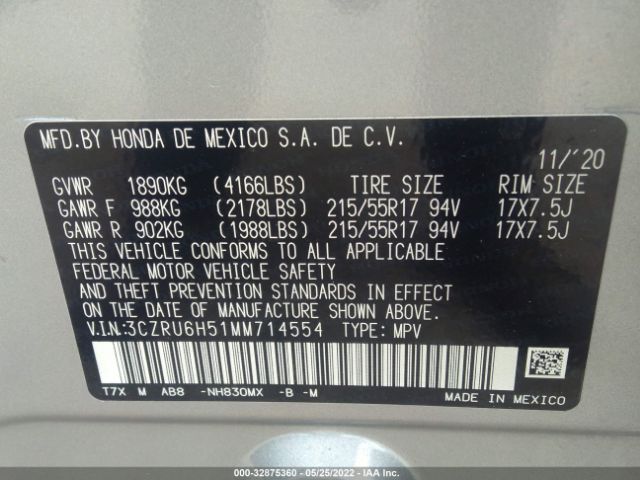 MFD.BY HONDA DE MEXICO S.A. DE C.V.
11/'20
GVWR 1890KG (4166LBS) TIRE SIZE RIM SIZE
GAWR F 988KG (2178LBS) 215/55R17 94V 17X7.5J
GAWR R 902KG (1988LBS) 215/55R17 94V 17X7.5J
THIS VEHICLE CONFORMS TO ALL APPLICABLE
FEDERAL MOTOR VEHICLE SAFETY
AND THEFT PREVENTION STANDARDS IN EFFECT
ON THE DATE OF MANUFACTURE SHOWN ABOVE.
V.I.N:3CZRU6H51MM714554 TYPE: MPV
T7X M AB8 -NH830MX -B -M
MADE IN MEXICO
000-32875360 - 05/25/2022 - IAA Inc.